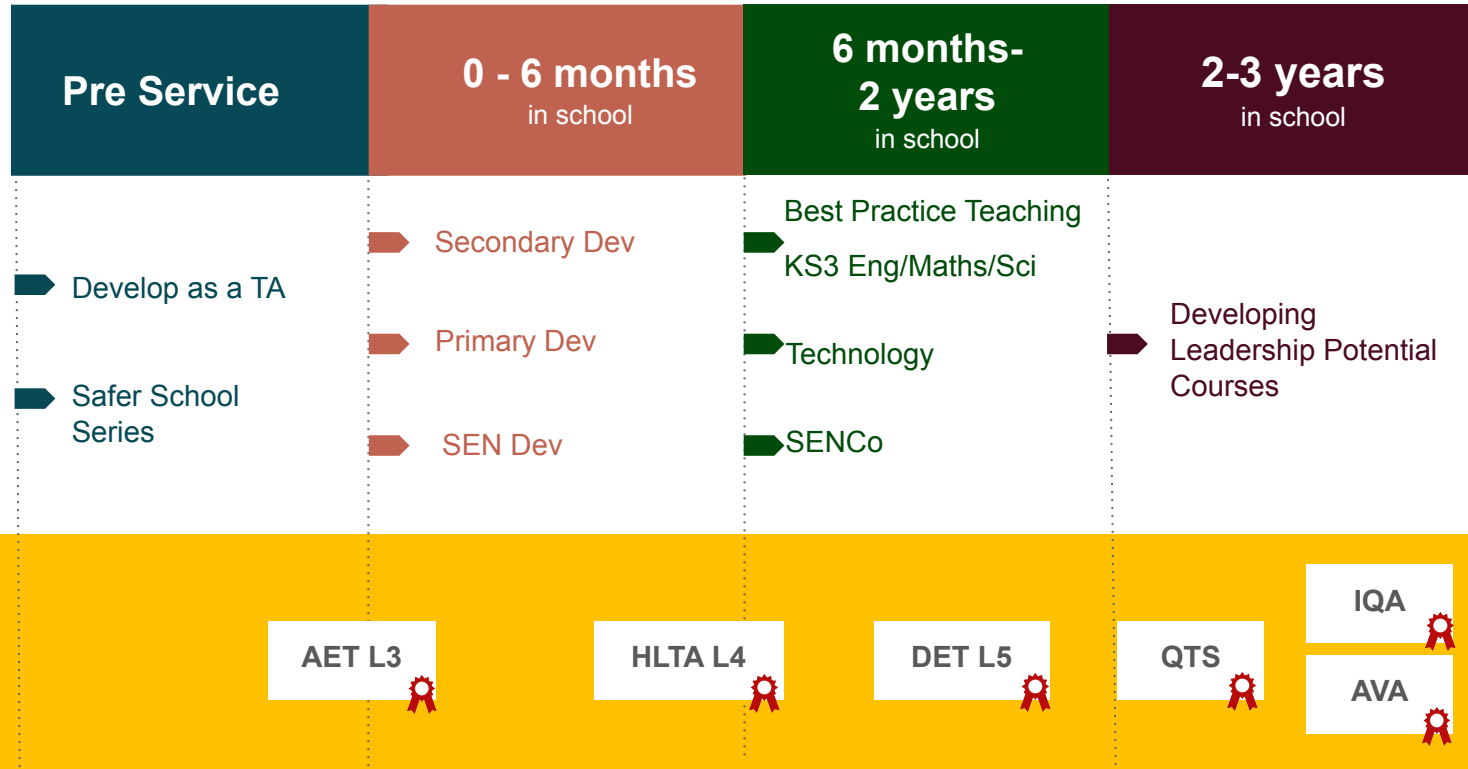 Pre Service
0 - 6 months
in school
6 months-
2 years
in school
2-3 years
in school
Develop as a TA
Safer School
Series
Secondary Dev
Primary Dev
SEN Dev
Best Practice Teaching
KS3 Eng/Maths/Sci
Technology
SENCo
Developing
Leadership Potential
Courses
AET L3
HLTA L4
DET L5
QTS
IQA
AVA